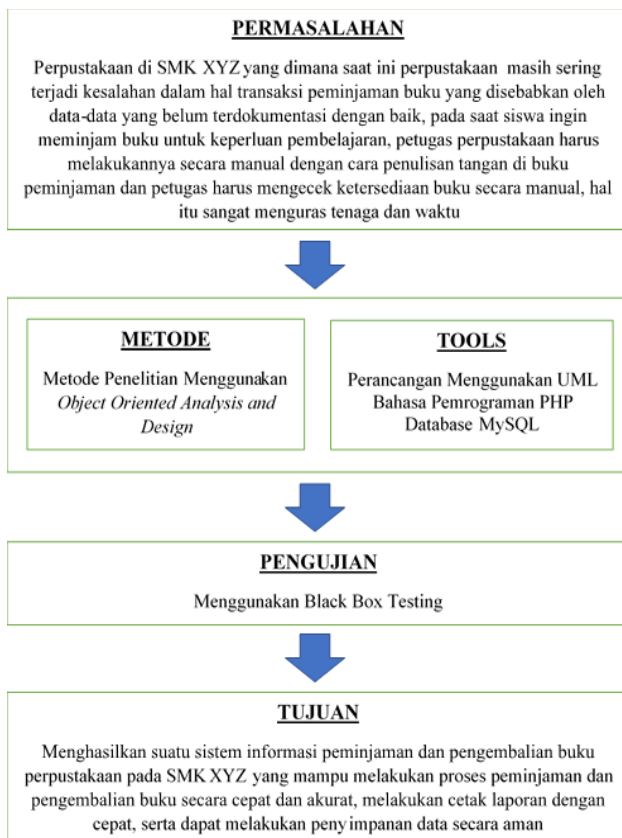 PERMASALAHAN
Perpustakaan di SMK XYZ yang dimana saat ini perpustakaan masih sering
terjadi kesalahan dalam hal transaksi peminjaman buku yang disebabkan oleh
data-data yang belum terdokumentasi dengan baik, pada saat siswa ingin
meminjam buku untuk keperluan pembelajaran, petugas perpustakaan harus
melakukannya secara manual dengan cara penulisan tangan di buku
peminjaman dan petugas harus mengecek ketersediaan buku secara manual, hal
itu sangat menguras tenaga dan waktu
METODE
Metode Penelitian Menggunakan
Object Oriented Analysis and
Design
TOOLS
Perancangan Menggunakan UML
Bahasa Pemrograman PHP
Database MySQL
PENGUJIAN
Menggunakan Black Box Testing
TUJUAN
Menghasilkan suatu sistem informasi peminjaman dan pengembalian buku
perpustakaan pada SMK XYZ yang mampu melakukan proses peminjaman dan
pengembalian buku secara cepat dan akurat, melakukan cetak laporan dengan
cepat, serta dapat melakukan penyimpanan data secara aman